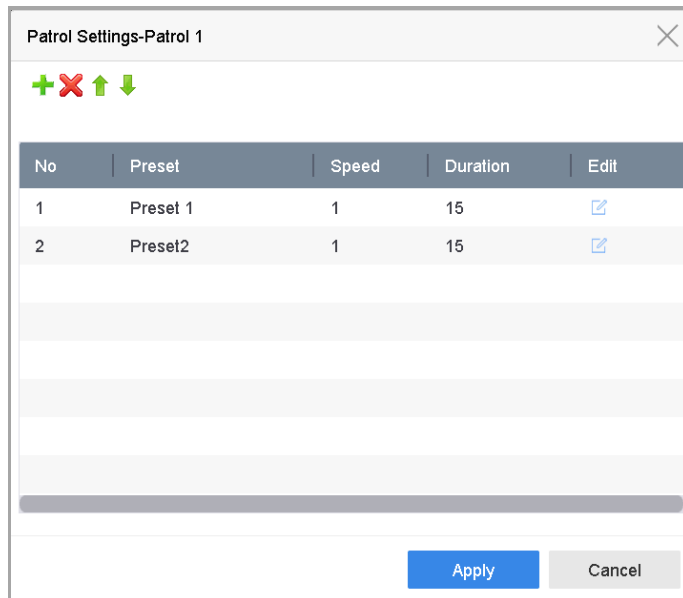 Patrol Settings-Patrol 1
No Preset Speed Duration Edit
1 Preset 1 1 15
2 Preset2 1 15
Apply Cancel